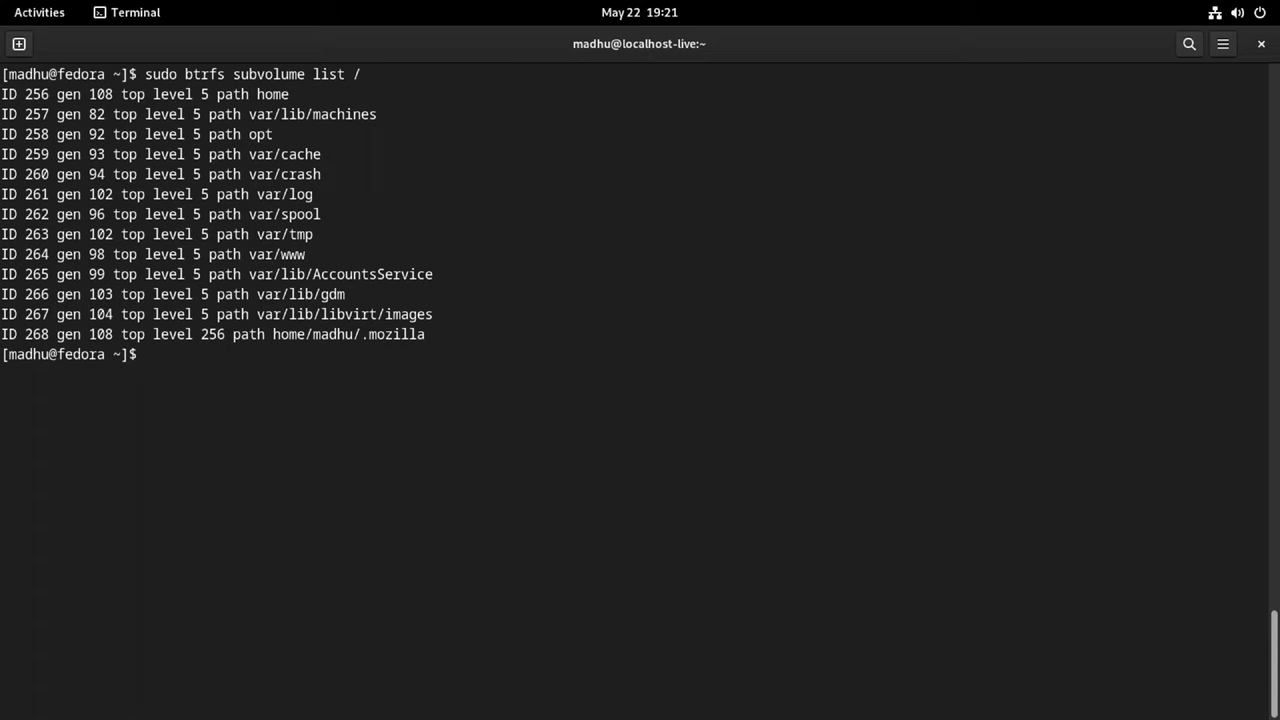 Activities Terminal May 22 19:21
madhu@localhost-live:~
[madhu@fedora ~]$ sudo btrfs subvolume list /
ID 256 gen 108 top level 5 path home
ID 257 gen 82 top level 5 path var/lib/machines
ID 258 gen 92 top level 5 path opt
ID 259 gen 93 top level 5 path var/cache
ID 260 gen 94 top level 5 path var/crash
ID 261 gen 102 top level 5 path var/log
ID 262 gen 96 top level 5 path var/spool
ID 263 gen 102 top level 5 path var/tmp
ID 264 gen 98 top level 5 path var/www
ID 265 gen 99 top level 5 path var/lib/AccountsService
ID 266 gen 103 top level 5 path var/lib/gdm
ID 267 gen 104 top level 5 path var/lib/libvirt/images
ID 268 gen 108 top level 256 path home/madhu/.mozilla
[madhu@fedora ~]$